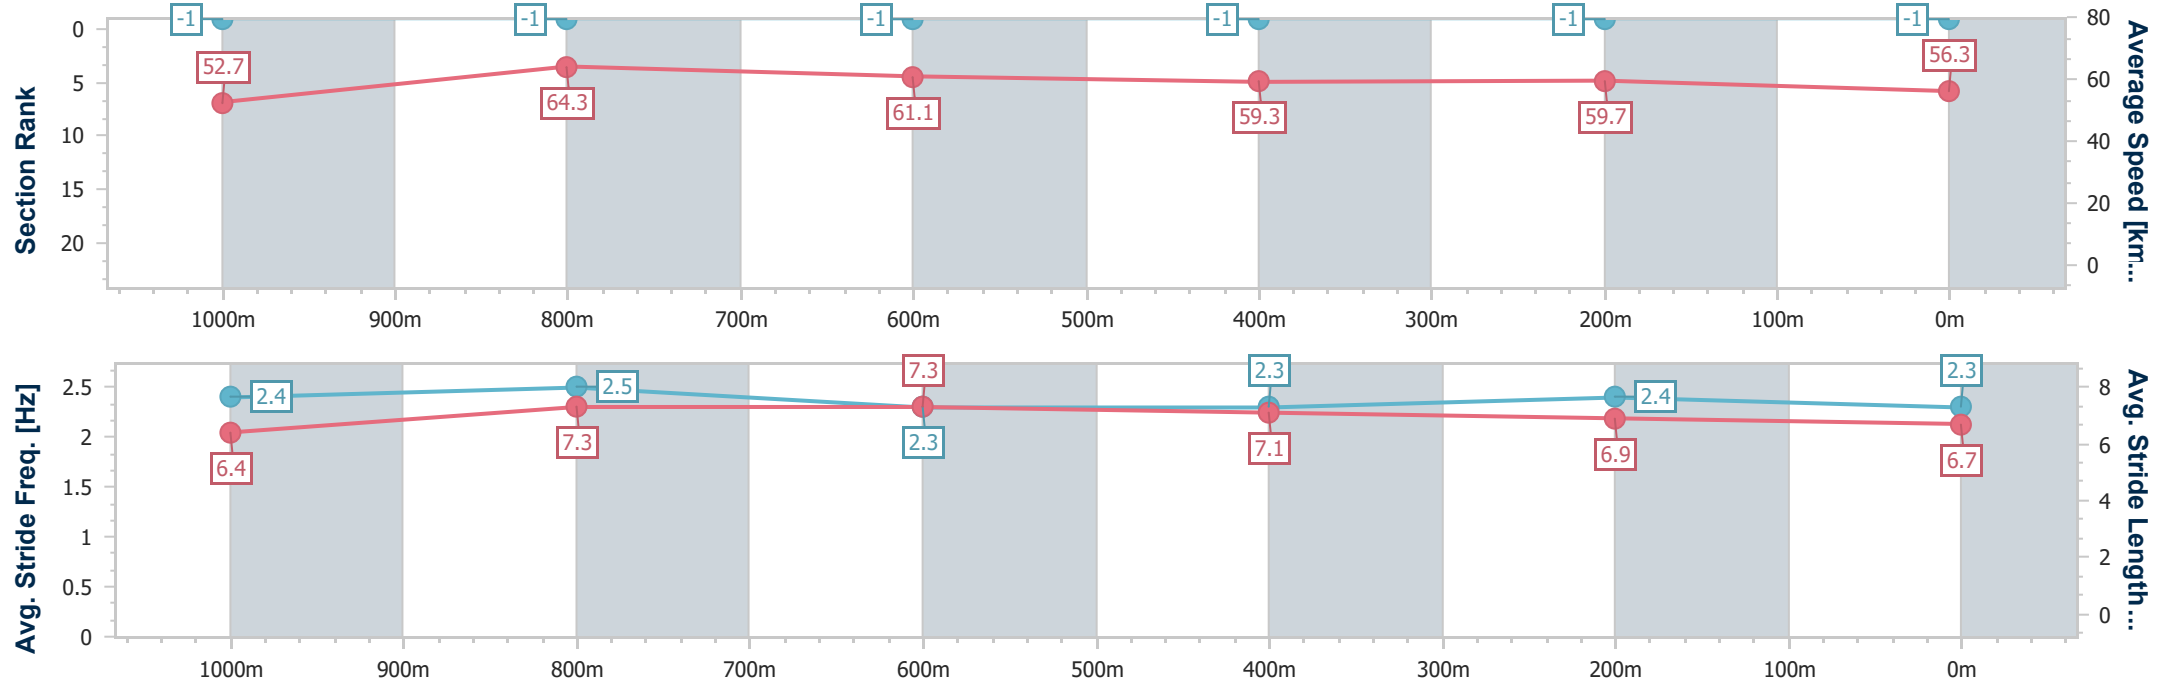 Section Rank
0
5
10
15
20
-1
-1
-1
-1
-1
-1
52.7
64.3
61.1
59.3
59.7
56.3
80
60
40
20
0
Average Speed [km...
1000m
900m
800m
700m
600m
500m
400m
300m
200m
100m
0m
Avg. Stride Freq. [Hz]
2.5
2
1.5
1
0.5
0
2.4
2.5
2.3
2.3
2.4
2.3
6.4
7.3
7.3
7.1
6.9
6.7
8
6
4
2
0
Avg. Stride Length...
1000m
900m
800m
700m
600m
500m
400m
300m
200m
100m
0m